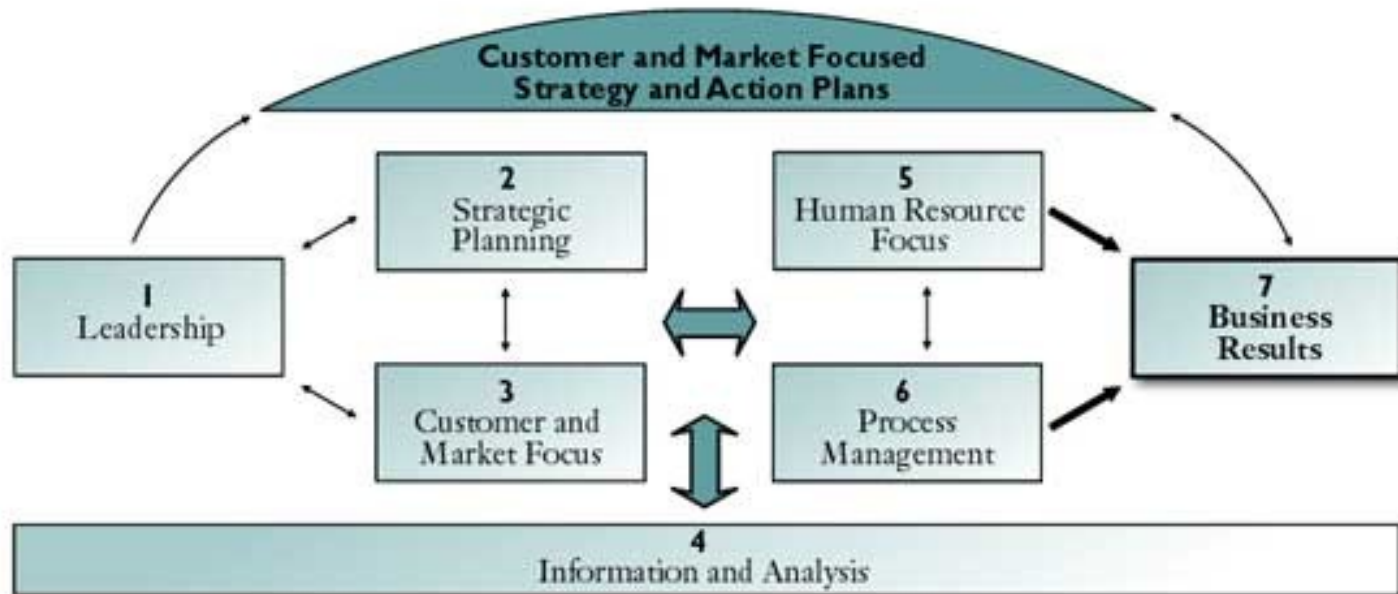 Customer and Market Focused
Strategy and Action Plans
1
Leadership
2
Strategic
Planning
3
Customer and
Market Focus
5
Human Resource
Focus
6
Process
Management
7
Business
Results
4
Information and Analysis